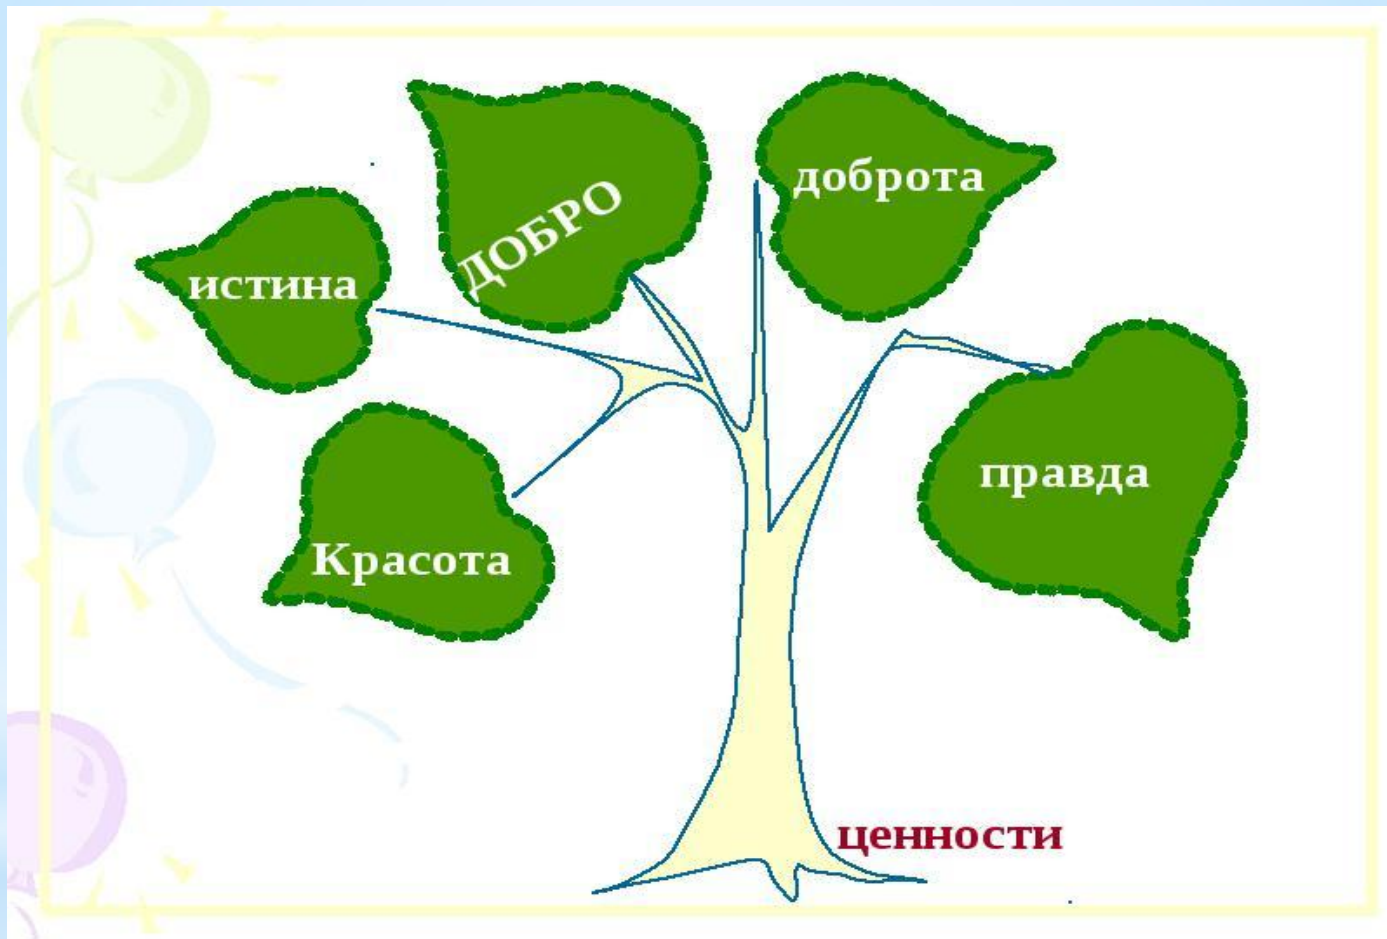 доброта
ДОБРО
истина
правда
Красота
ценности